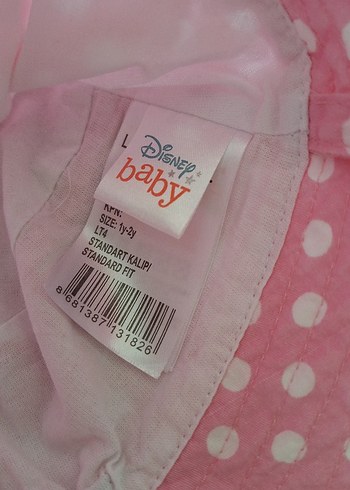 L
Disney
baby
KPN:
SIZE: 1y-2y
LT4
STANDART KALIP/
STANDARD FIT
8 681387 131826